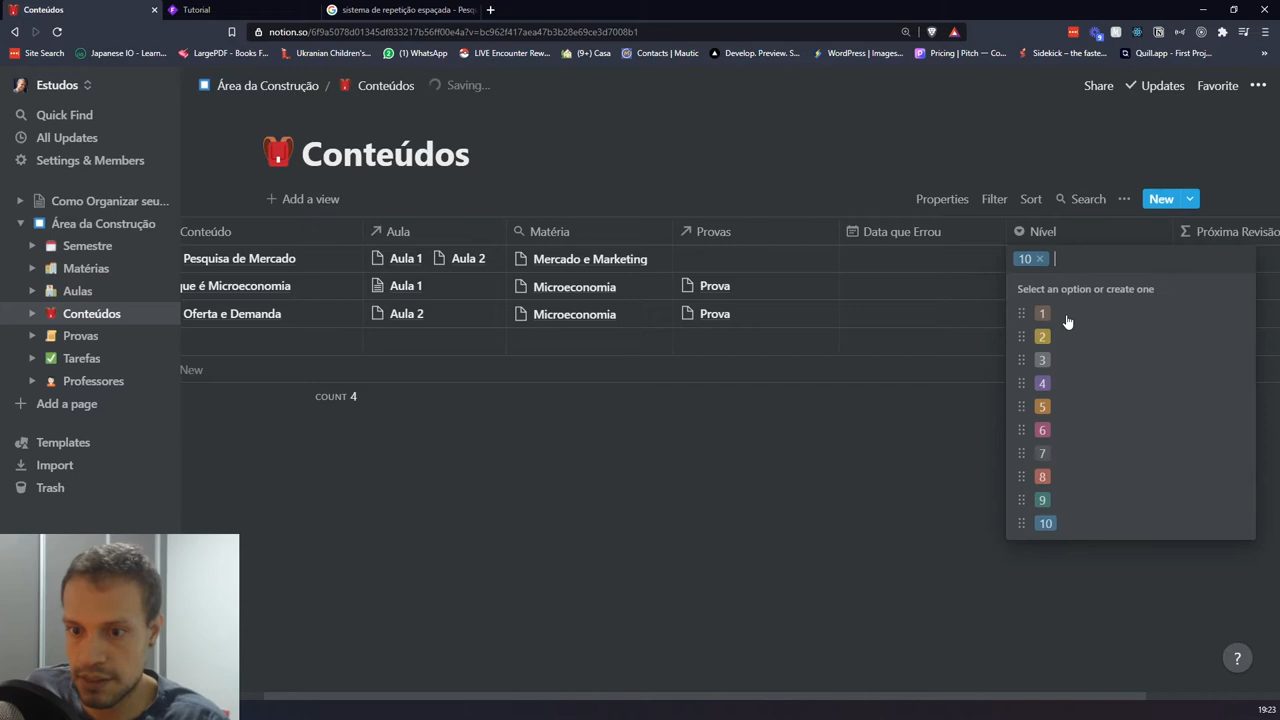 Conteúdos
Tutorial
sistema de repetição espaçada - Pesq
notion.so/6f9a5078d01345df833217b56ff00e4a?v=bc962f417aea47b3b28e69ce3d7608b1
Site Search
Japanese IO - Learn...
LargePDF - Books F...
Ukranian Children's...
(2) WhatsApp
LIVE Encounter Rew...
(9+) Casa
Contacts | Mautic
Develop. Preview. S...
WordPress | Images...
Pricing | Pitch — Co...
Sidekick – the faste...
Quill.app - First Proj...
Estudos
Área da Construção / Conteúdos
Saving...
Share
Updates
Favorite
Quick Find
All Updates
Settings & Members
Como Organizar seu...
Área da Construção
Semestre
Matérias
Aulas
Conteúdos
Provas
Tarefas
Professores
Add a page
Templates
Import
Trash
Conteúdos
Add a view
Properties
Filter
Sort
Search
New
Conteúdo
Aula
Matéria
Provas
Data que Errou
Nível
Próxima Revisão
Pesquisa de Mercado
Aula 1
Aula 2
Mercado e Marketing
que é Microeconomia
Aula 1
Microeconomia
Prova
Oferta e Demanda
Aula 2
Microeconomia
Prova
New
COUNT 4
10
Select an option or create one
1
2
3
4
5
6
7
8
9
10
?
19:23